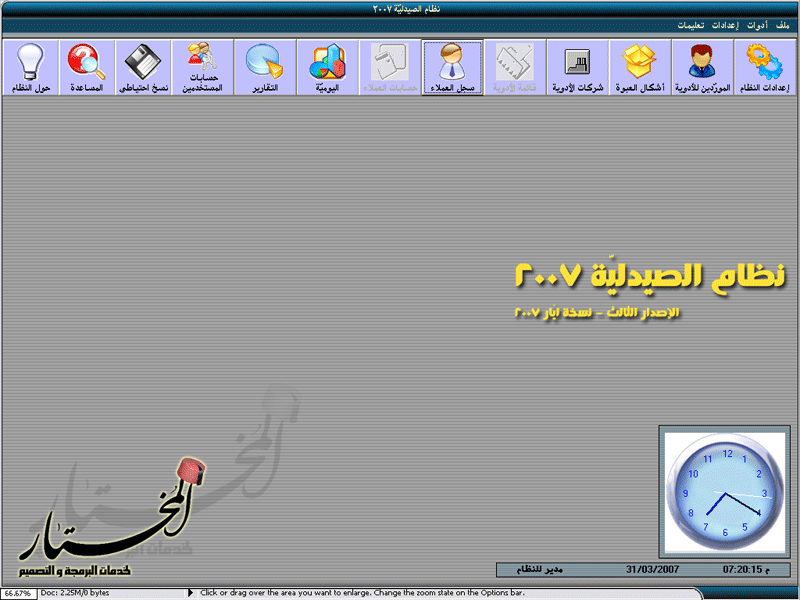 نظام الصيدليّة ٢٠٠٧
ملف أدوات إعدادات تعليمات
إعدادات النظام
المورّدين للأدوية
أشكال العبوة
شركات الأدوية
قائمة الأدوية
سجل العملاء
حسابات العملاء
اليوميّة
التقارير
حسابات المستخدمين
نسخ احتياطي
المساعدة
حول النظام
نظام الصيدليّة ٢٠٠٧
الإصدار الثالث - نسخة آذار ٢٠٠٧
المختار
خدمات البرمجة و التصميم
12
1
2
3
4
5
6
7
8
9
10
11
مدير للنظام 31/03/2007 07:20:15 م
66.67% Doc: 2.25M/0 bytes Click or drag over the area you want to enlarge. Change the zoom state on the Options bar.